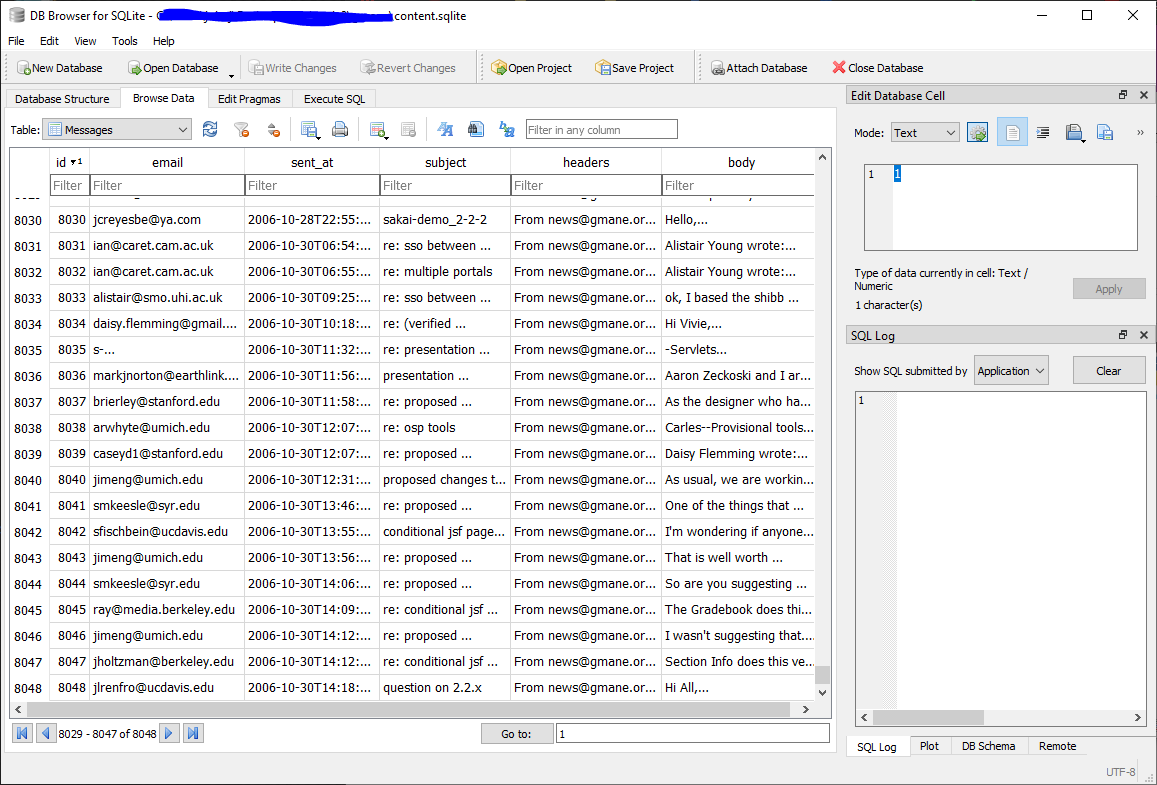 DB Browser for SQLite - content.sqlite
File Edit View Tools Help
New Database Open Database Write Changes Revert Changes Open Project Save Project Attach Database Close Database
Database Structure Browse Data Edit Pragmas Execute SQL
Table: Messages Filter in any column
id 1 email sent_at subject headers body
Filter Filter Filter Filter Filter Filter
8030 8030 jcreyesbe@ya.com 2006-10-28T22:55:... sakai-demo_2-2-2 From news@gmane.or... Hello,...
8031 8031 ian@caret.cam.ac.uk 2006-10-30T06:54:... re: sso between ... From news@gmane.or... Alistair Young wrote:...
8032 8032 ian@caret.cam.ac.uk 2006-10-30T06:55:... re: multiple portals From news@gmane.or... Alistair Young wrote:...
8033 8033 alistair@smo.uhi.ac.uk 2006-10-30T09:25:... re: sso between ... From news@gmane.or... ok, I based the shibb ...
8034 8034 daisy.flemming@gmail.... 2006-10-30T10:18:... re: (verified ... From news@gmane.or... Hi Vivie,...
8035 8035 s-... 2006-10-30T11:32:... re: presentation ... From news@gmane.or... -Servlets...
8036 8036 markjnorton@earthlink.... 2006-10-30T11:56:... presentation ... From news@gmane.or... Aaron Zeckoski and I ar...
8037 8037 brierley@stanford.edu 2006-10-30T11:58:... re: proposed ... From news@gmane.or... As the designer who ha...
8038 8038 arwhyte@umich.edu 2006-10-30T12:07:... re: osp tools From news@gmane.or... Carles--Provisional tools...
8039 8039 caseyd1@stanford.edu 2006-10-30T12:07:... re: proposed ... From news@gmane.or... Daisy Flemming wrote:...
8040 8040 jimeng@umich.edu 2006-10-30T12:31:... proposed changes t... From news@gmane.or... As usual, we are workin...
8041 8041 smkeesle@syr.edu 2006-10-30T13:46:... re: proposed ... From news@gmane.or... One of the things that ...
8042 8042 sfischbein@ucdavis.edu 2006-10-30T13:55:... conditional jsf page... From news@gmane.or... I'm wondering if anyone...
8043 8043 jimeng@umich.edu 2006-10-30T13:56:... re: proposed ... From news@gmane.or... That is well worth ...
8044 8044 smkeesle@syr.edu 2006-10-30T14:06:... re: proposed ... From news@gmane.or... So are you suggesting ...
8045 8045 ray@media.berkeley.edu 2006-10-30T14:09:... re: conditional jsf ... From news@gmane.or... The Gradebook does thi...
8046 8046 jimeng@umich.edu 2006-10-30T14:12:... re: proposed ... From news@gmane.or... I wasn't suggesting that....
8047 8047 jholtzman@berkeley.edu 2006-10-30T14:12:... re: conditional jsf ... From news@gmane.or... Section Info does this ve...
8048 8048 jlrenfro@ucdavis.edu 2006-10-30T14:18:... question on 2.2.x From news@gmane.or... Hi All,...
8029 - 8047 of 8048 Go to: 1
Edit Database Cell
Mode: Text
1 1
Type of data currently in cell: Text /
Numeric
1 character(s)
Apply
SQL Log
Show SQL submitted by Application Clear
1
SQL Log Plot DB Schema Remote
UTF-8